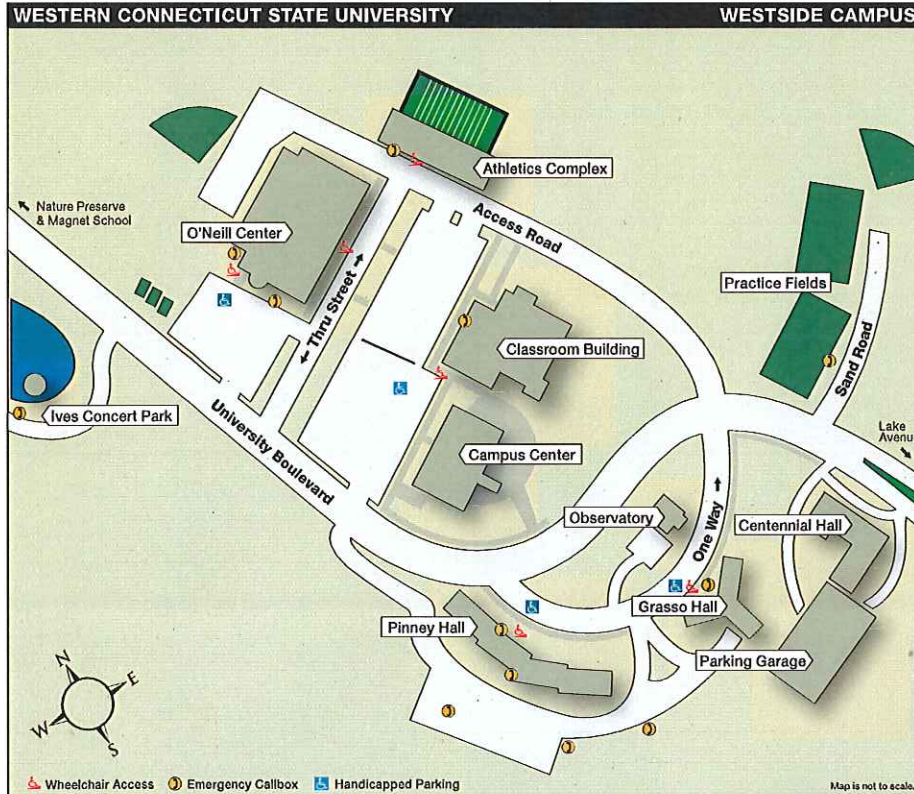 WESTERN CONNECTICUT STATE UNIVERSITY
WESTSIDE CAMPUS
Athletics Complex
Nature Preserve
& Magnet School
O'Neill Center
Access Road
Practice Fields
← Thru Street →
Classroom Building
Sand Road
Ives Concert Park
University Boulevard
Lake
Avenu
Campus Center
Observatory
One Way →
Centennial Hall
Grasso Hall
Pinney Hall
Parking Garage
N
E
W
S
Wheelchair Access
Emergency Callbox
Handicapped Parking
Map is not to scale.